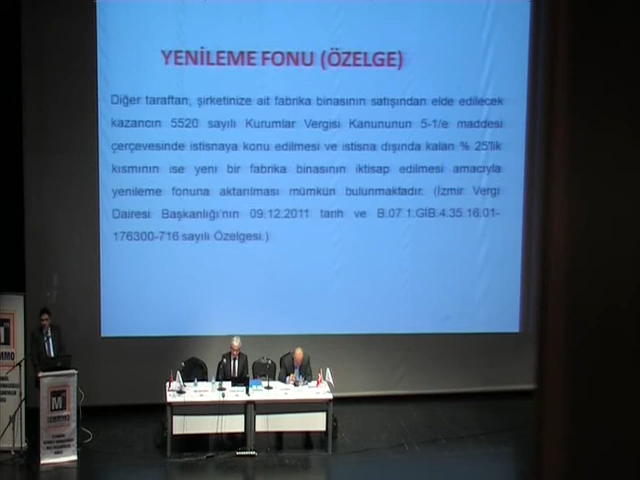 YENİLEME FONU (ÖZELGE)
Diğer taraftan, şirketinize ait fabrika binasının satışından elde edilecek
kazancın 5520 sayılı Kurumlar Vergisi Kanununun 5-1/e maddesi
çerçevesinde istisnaya konu edilmesi ve istisna dışında kalan % 25'lik
kısmının ise yeni bir fabrika binasının iktisap edilmesi amacıyla
yenileme fonuna aktarılması mümkün bulunmaktadır. (İzmir Vergi
Dairesi Başkanlığı'nın 09.12.2011 tarih ve B.07.1.GİB.4.35.16.01-
176300-716 sayılı Özelgesi.)